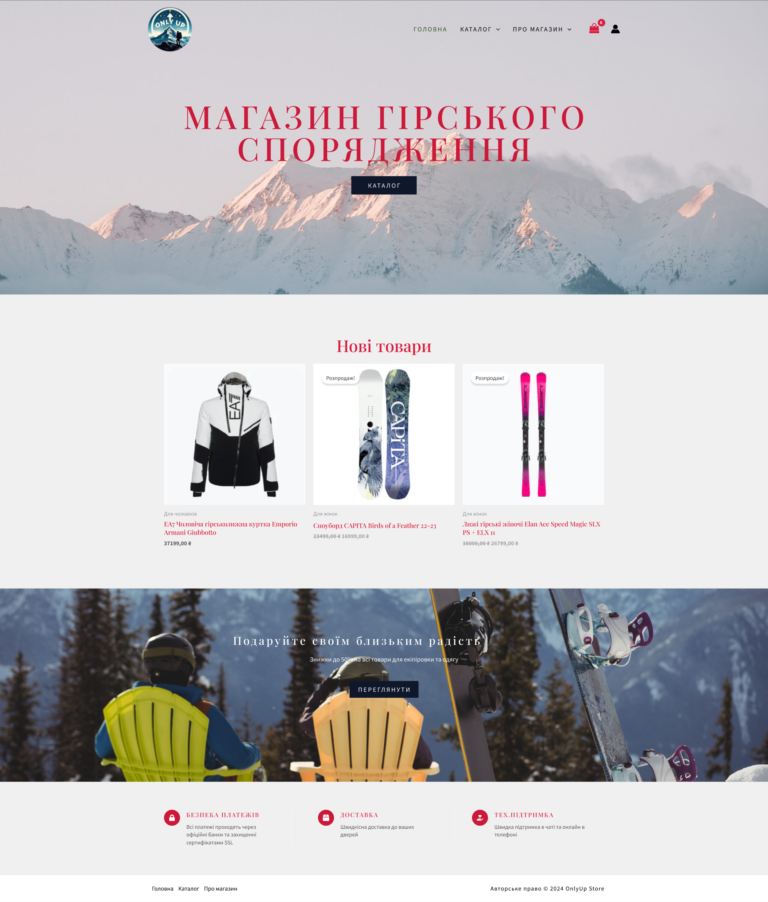 ONLY UP
ГОЛОВНА КАТАЛОГ ПРО МАГАЗИН 0
МАГАЗИН ГІРСЬКОГО
СПОРЯДЖЕННЯ
КАТАЛОГ
Нові товари
EA7
Розпродаж!
CAPiTA
Розпродаж!
Для чоловіків
EA7 Чоловіча гірськолижна куртка Emporio
Armani Giubbotto
37199,00 ₴
Для жінок
Сноуборд CAPITA Birds of a Feather 22-23
16999,00 ₴
Для жінок
Лижі гірські жіночі Elan Ace Speed Magic SLX
PS + ELX 11
26799,00 ₴
Подаруйте своїм близьким радість
Знижки до 50% на всі товари для екіпіровки та одягу
ПЕРЕГЛЯНУТИ
БЕЗПЕКА ПЛАТЕЖІВ
Всі платежі проходять через
офіційні банки та захищенні
сертифікатами SSL
ДОСТАВКА
Швидкісна доставка до ваших
дверей
ТЕХ.ПІДТРИМКА
Швидка підтримка в чаті та онлайн в
телефоні
Головна Каталог Про магазин
Авторське право © 2024 OnlyUp Store